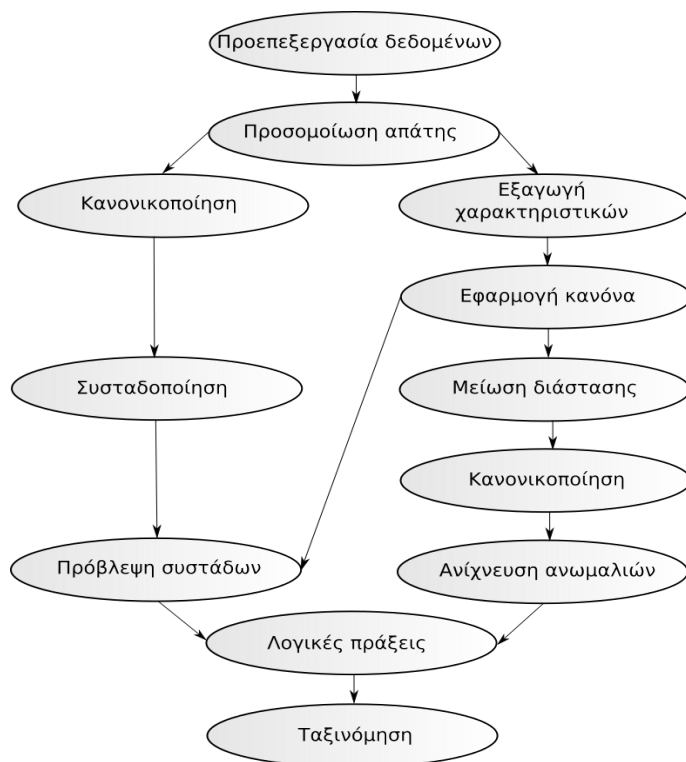 Προεπεξεργασία δεδομένων
Προσομοίωση απάτης
Κανονικοποίηση
Εξαγωγή
χαρακτηριστικών
Εφαρμογή κανόνα
Συσταδοποίηση
Μείωση διάστασης
Κανονικοποίηση
Πρόβλεψη συστάδων
Ανίχνευση ανωμαλιών
Λογικές πράξεις
Ταξινόμηση